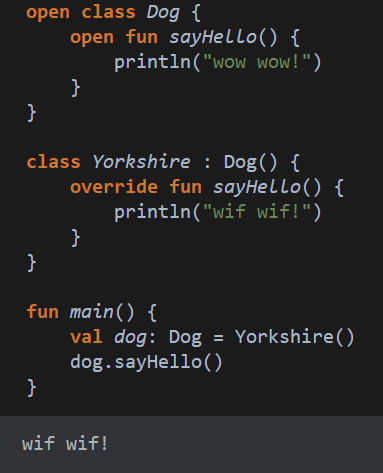 open class Dog {
    open fun sayHello() {
        println("wow wow!")
    }
}

class Yorkshire : Dog() {
    override fun sayHello() {
        println("wif wif!")
    }
}

fun main() {
    val dog: Dog = Yorkshire()
    dog.sayHello()
}

wif wif!